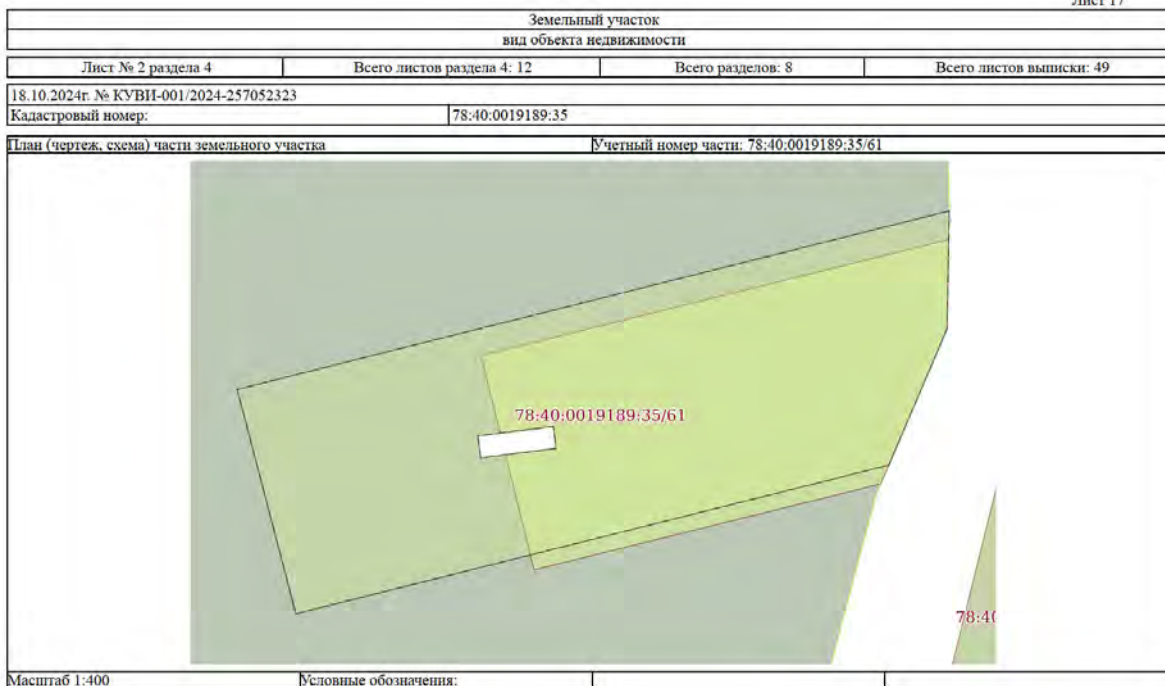 Лист 17
Земельный участок
вид объекта недвижимости
Лист № 2 раздела 4 Всего листов раздела 4: 12 Всего разделов: 8 Всего листов выписки: 49
18.10.2024г. № КУВИ-001/2024-257052323
Кадастровый номер: 78:40:0019189:35
План (чертеж, схема) части земельного участка Учетный номер части: 78:40:0019189:35/61
78:40:0019189:35/61
78:40
Масштаб 1:400 Условные обозначения: